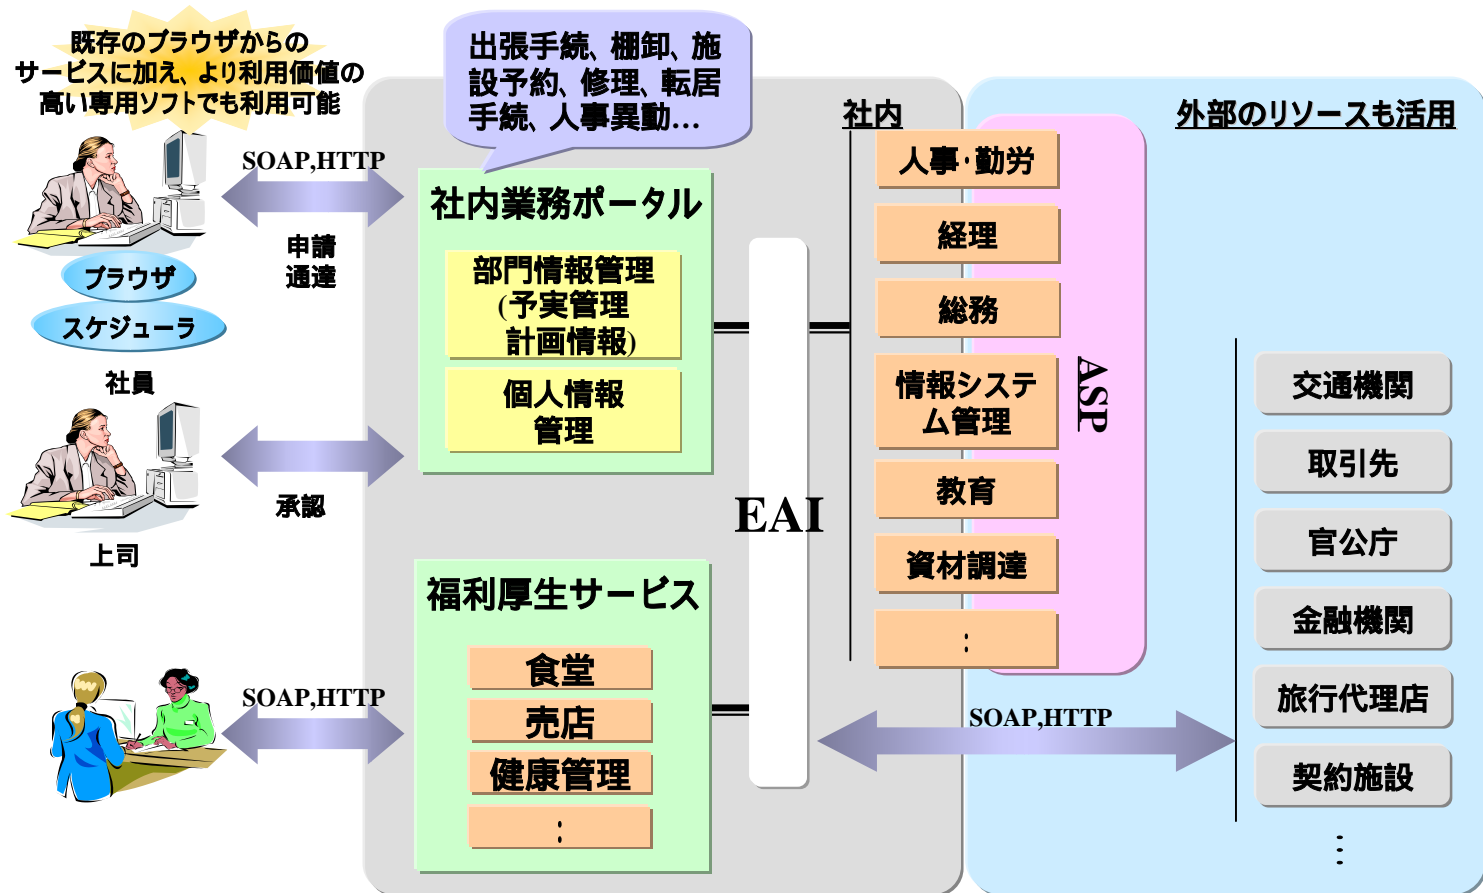 既存のブラウザからの
サービスに加え、より利用価値の
高い専用ソフトでも利用可能
出張手続、棚卸、施
設予約、修理、転居
手続、人事異動…
社内
外部のリソースも活用
SOAP,HTTP
申請
通達
ブラウザ
スケジューラ
社員
承認
上司
SOAP,HTTP
社内業務ポータル
部門情報管理
(予実管理
計画情報)
個人情報
管理
福利厚生サービス
食堂
売店
健康管理
:
EAI
人事・勤労
経理
総務
情報システ
ム管理
教育
資材調達
:
ASP
SOAP,HTTP
交通機関
取引先
官公庁
金融機関
旅行代理店
契約施設
…